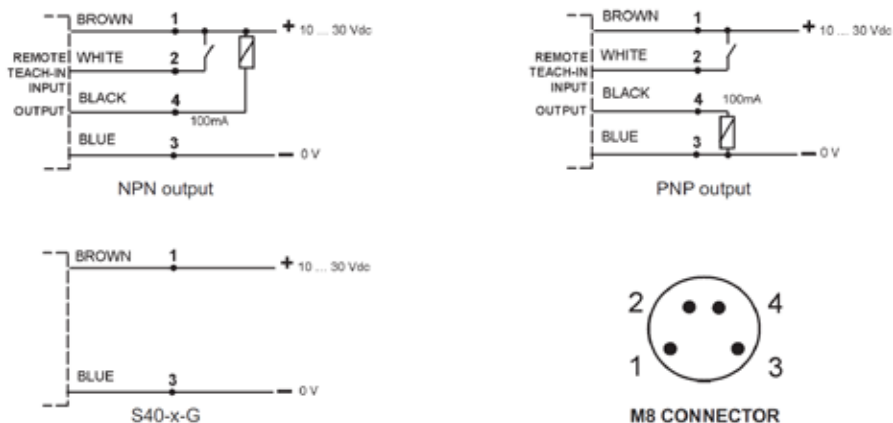 BROWN 1 + 10 ... 30 Vdc
REMOTE TEACH-IN INPUT WHITE 2
OUTPUT BLACK 4 100mA
BLUE 3 − 0 V
NPN output
BROWN 1 + 10 ... 30 Vdc
REMOTE TEACH-IN INPUT WHITE 2
OUTPUT BLACK 4 100mA
BLUE 3 − 0 V
PNP output
BROWN 1 + 10 ... 30 Vdc
BLUE 3 − 0 V
S40-x-G
2 4
1 3
M8 CONNECTOR